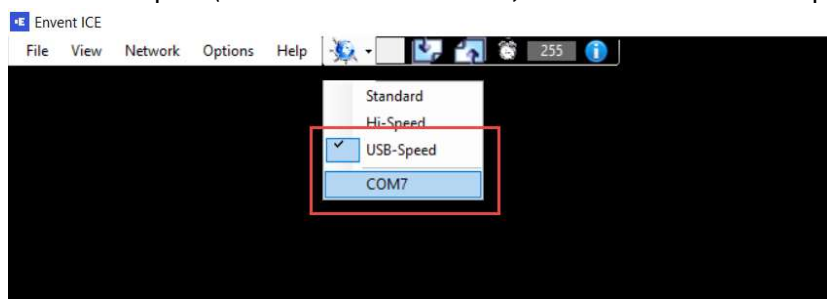 Envent ICE
File View Network Options Help 255
Standard
Hi-Speed
USB-Speed
COM7